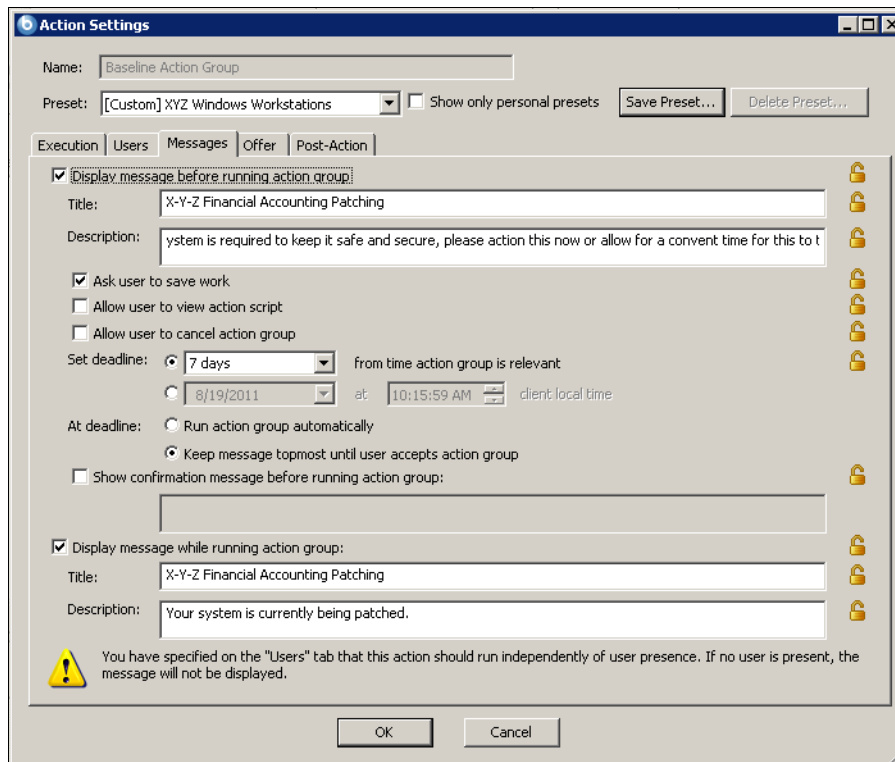 Action Settings
Name: Baseline Action Group
Preset: [Custom] XYZ Windows Workstations Show only personal presets Save Preset... Delete Preset...
Execution Users Messages Offer Post-Action
Display message before running action group
Title: X-Y-Z Financial Accounting Patching
Description: ystem is required to keep it safe and secure, please action this now or allow for a convent time for this to t
Ask user to save work
Allow user to view action script
Allow user to cancel action group
Set deadline: 7 days from time action group is relevant
8/19/2011 at 10:15:59 AM client local time
At deadline: Run action group automatically
Keep message topmost until user accepts action group
Show confirmation message before running action group:
Display message while running action group:
Title: X-Y-Z Financial Accounting Patching
Description: Your system is currently being patched.
You have specified on the "Users" tab that this action should run independently of user presence. If no user is present, the
message will not be displayed.
OK Cancel